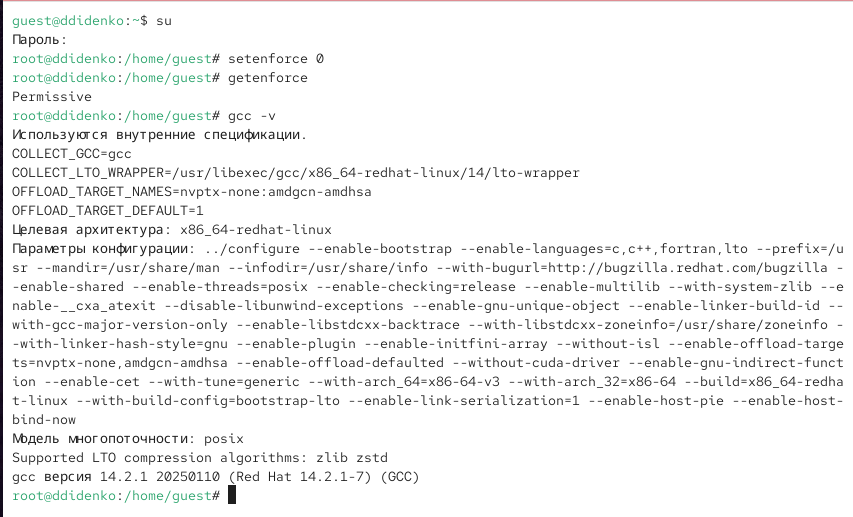 guest@ddidenko:~$ su
Пароль:
root@ddidenko:/home/guest# setenforce 0
root@ddidenko:/home/guest# getenforce
Permissive
root@ddidenko:/home/guest# gcc -v
Используются внутренние спецификации.
COLLECT_GCC=gcc
COLLECT_LTO_WRAPPER=/usr/libexec/gcc/x86_64-redhat-linux/14/lto-wrapper
OFFLOAD_TARGET_NAMES=nvptx-none:amdgcn-amdhsa
OFFLOAD_TARGET_DEFAULT=1
Целевая архитектура: x86_64-redhat-linux
Параметры конфигурации: ../configure --enable-bootstrap --enable-languages=c,c++,fortran,lto --prefix=/u
sr --mandir=/usr/share/man --infodir=/usr/share/info --with-bugurl=http://bugzilla.redhat.com/bugzilla -
-enable-shared --enable-threads=posix --enable-checking=release --enable-multilib --with-system-zlib --e
nable-__cxa_atexit --disable-libunwind-exceptions --enable-gnu-unique-object --enable-linker-build-id --
with-gcc-major-version-only --enable-libstdcxx-backtrace --with-libstdcxx-zoneinfo=/usr/share/zoneinfo -
-with-linker-hash-style=gnu --enable-plugin --enable-initfini-array --without-isl --enable-offload-targe
ts=nvptx-none,amdgcn-amdhsa --enable-offload-defaulted --without-cuda-driver --enable-gnu-indirect-funct
ion --enable-cet --with-tune=generic --with-arch_64=x86-64-v3 --with-arch_32=x86-64 --build=x86_64-redha
t-linux --with-build-config=bootstrap-lto --enable-link-serialization=1 --enable-host-pie --enable-host-
bind-now
Модель многопоточности: posix
Supported LTO compression algorithms: zlib zstd
gcc версия 14.2.1 20250110 (Red Hat 14.2.1-7) (GCC)
root@ddidenko:/home/guest#